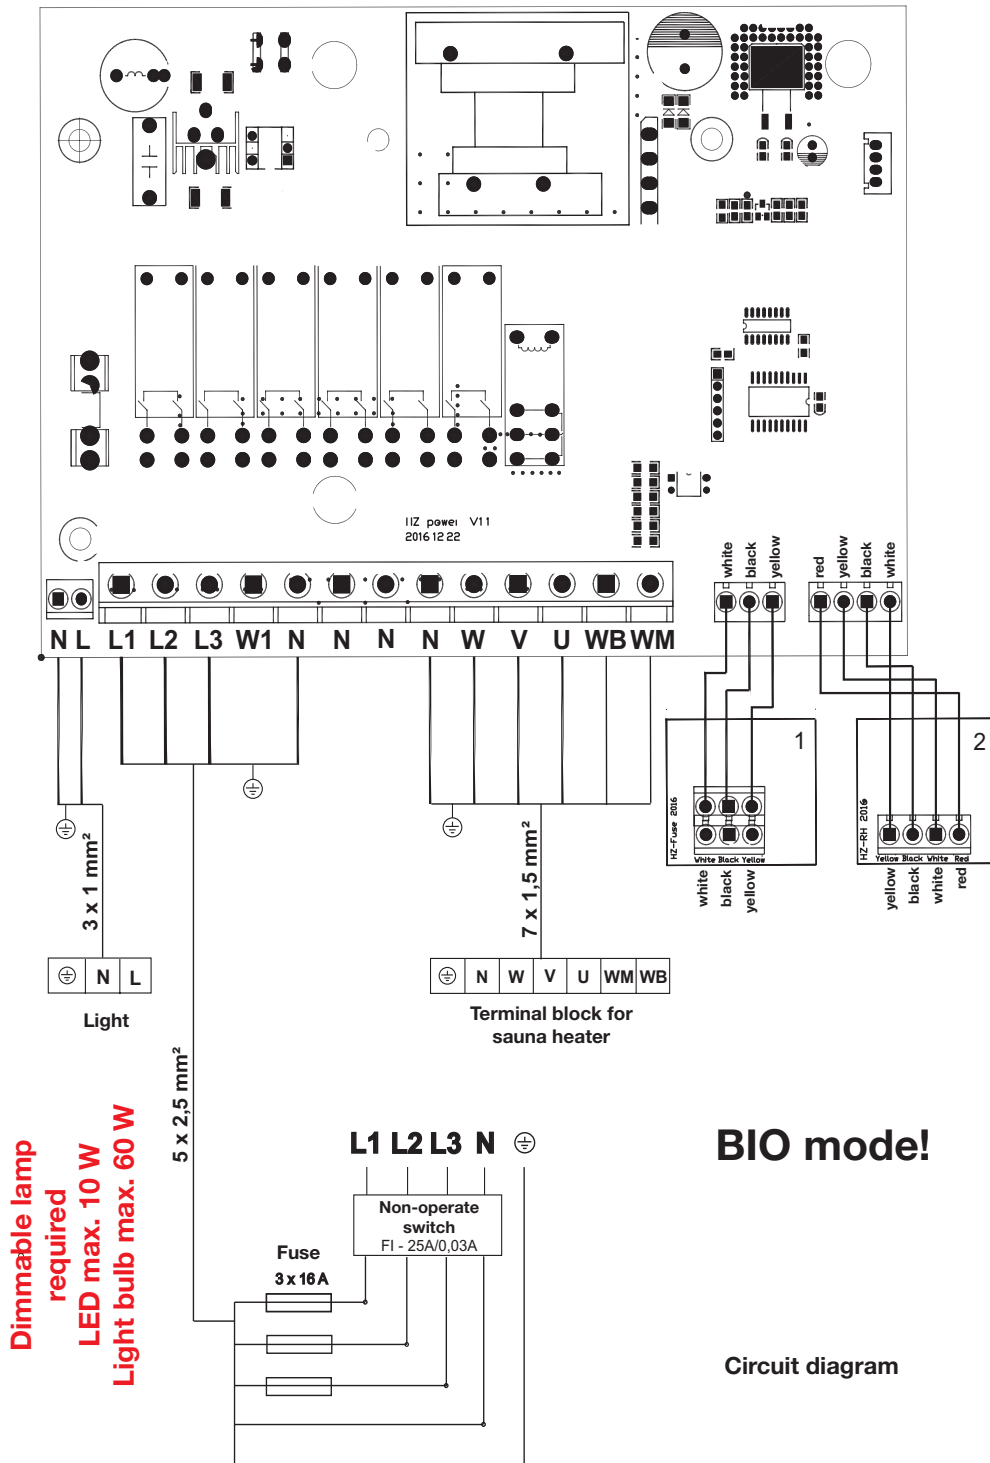 IIZ power V11
2016 12 22
white
black
yellow
red
yellow
black
white
N L L1 L2 L3 W1 N N N N W V U WB WM
1
2
HZ-Fuse 2016
White Black Yellow
white
black
yellow
HZ-RH 2016
Yellow Black White Red
yellow
black
white
red
3 x 1 mm²
7 x 1,5 mm²
N L
Light
N W V U WM WB
Terminal block for
sauna heater
5 x 2,5 mm²
Dimmable lamp
required
LED max. 10 W
Light bulb max. 60 W
L1 L2 L3 N
Non-operate
switch
FI - 25A/0,03A
Fuse
3 x 16 A
BIO mode!
Circuit diagram